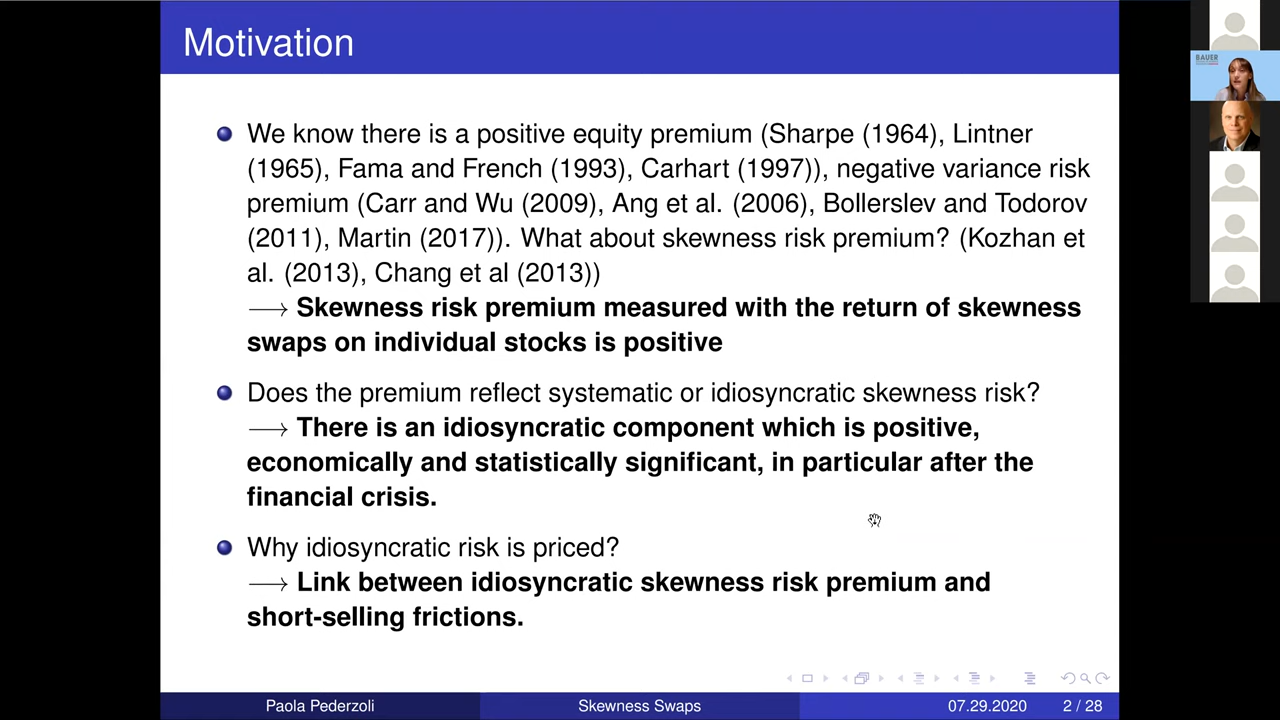 Motivation
We know there is a positive equity premium (Sharpe (1964), Lintner
(1965), Fama and French (1993), Carhart (1997)), negative variance risk
premium (Carr and Wu (2009), Ang et al. (2006), Bollerslev and Todorov
(2011), Martin (2017)). What about skewness risk premium? (Kozhan et
al. (2013), Chang et al (2013))
⟶ Skewness risk premium measured with the return of skewness
swaps on individual stocks is positive
Does the premium reflect systematic or idiosyncratic skewness risk?
⟶ There is an idiosyncratic component which is positive,
economically and statistically significant, in particular after the
financial crisis.
Why idiosyncratic risk is priced?
⟶ Link between idiosyncratic skewness risk premium and
short-selling frictions.
Paola Pederzoli
Skewness Swaps
07.29.2020
2 / 28
BAUER